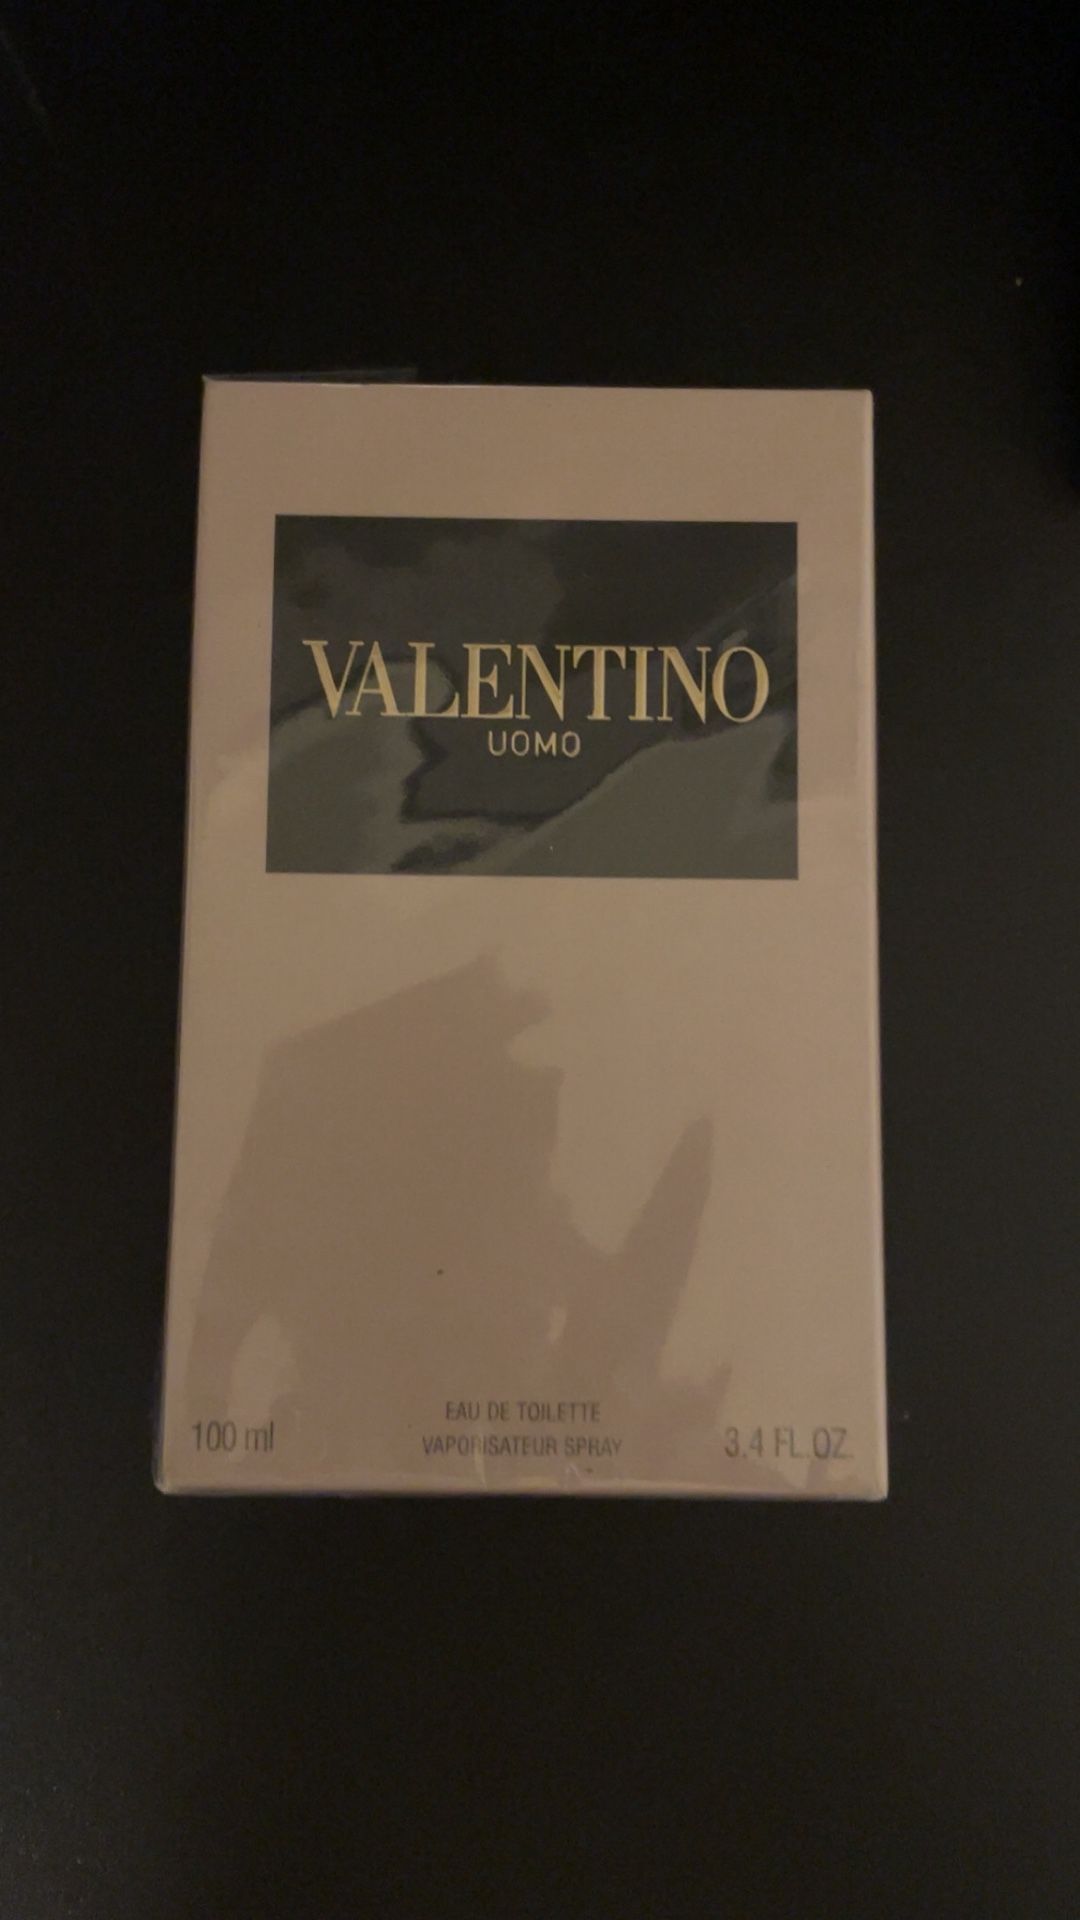 VALENTINO
UOMO
EAU DE TOILETTE
100 ml VAPORISATEUR SPRAY 3.4 FL.OZ.